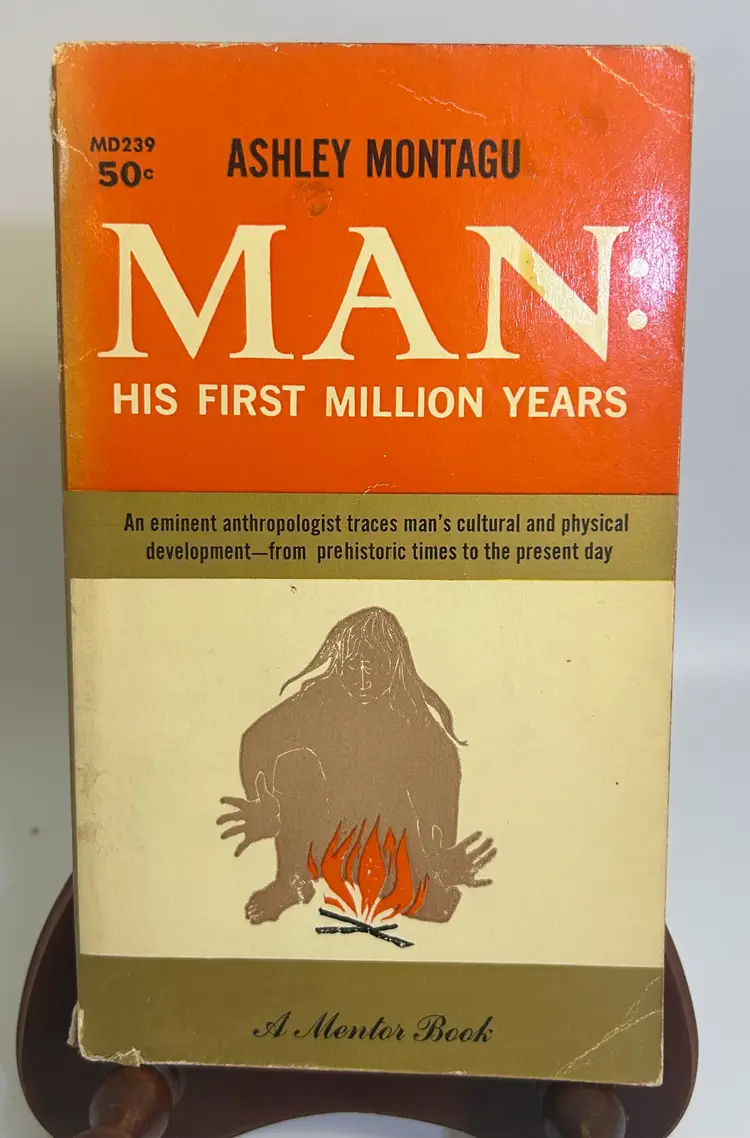 MD239
50c
ASHLEY MONTAGU
MAN:
HIS FIRST MILLION YEARS
An eminent anthropologist traces man's cultural and physical
development—from prehistoric times to the present day
A Mentor Book